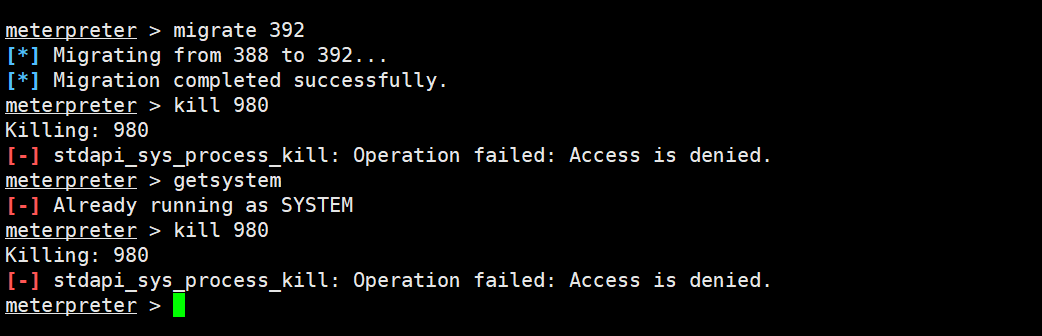 meterpreter > migrate 392
[*] Migrating from 388 to 392...
[*] Migration completed successfully.
meterpreter > kill 980
Killing: 980
[-] stdapi_sys_process_kill: Operation failed: Access is denied.
meterpreter > getsystem
[-] Already running as SYSTEM
meterpreter > kill 980
Killing: 980
[-] stdapi_sys_process_kill: Operation failed: Access is denied.
meterpreter >